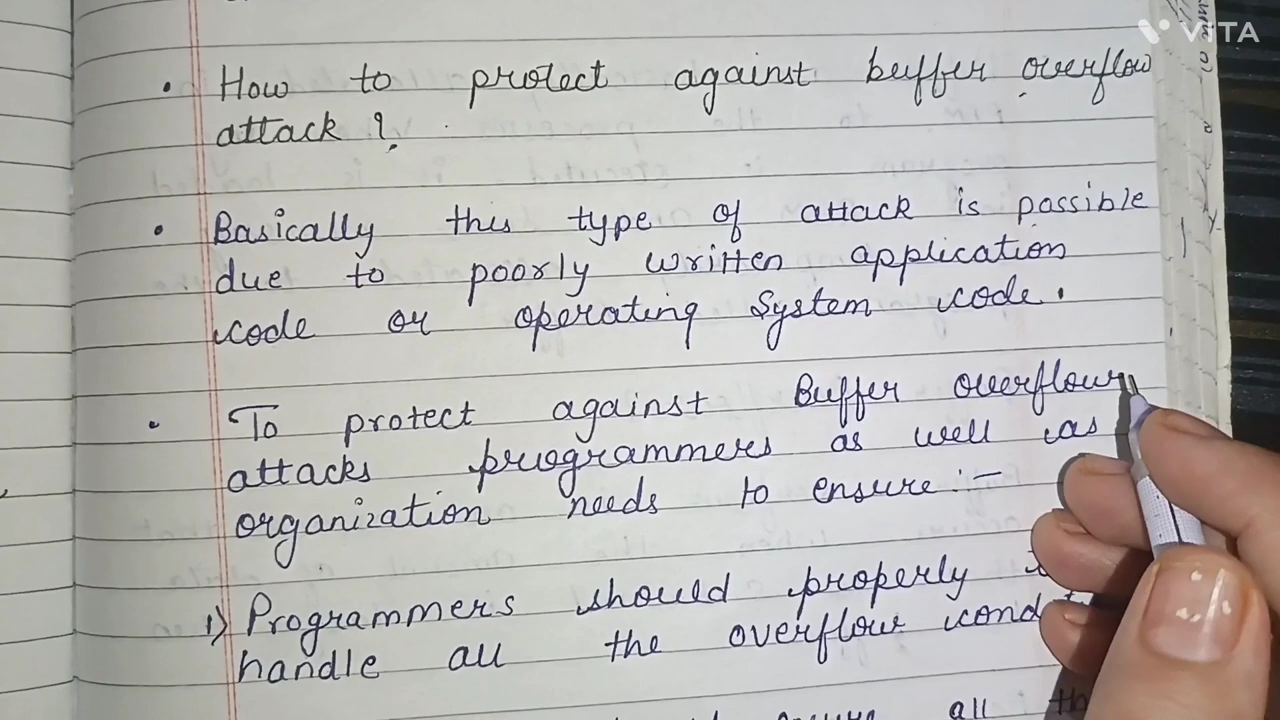 VITA
• How to protect against buffer overflow
attack ?
• Basically this type of attack is possible
due to poorly written application
code or operating System code.
• To protect against Buffer overflow
attacks programmers as well as
organization needs to ensure :-
1) Programmers should properly
handle all the overflow
all